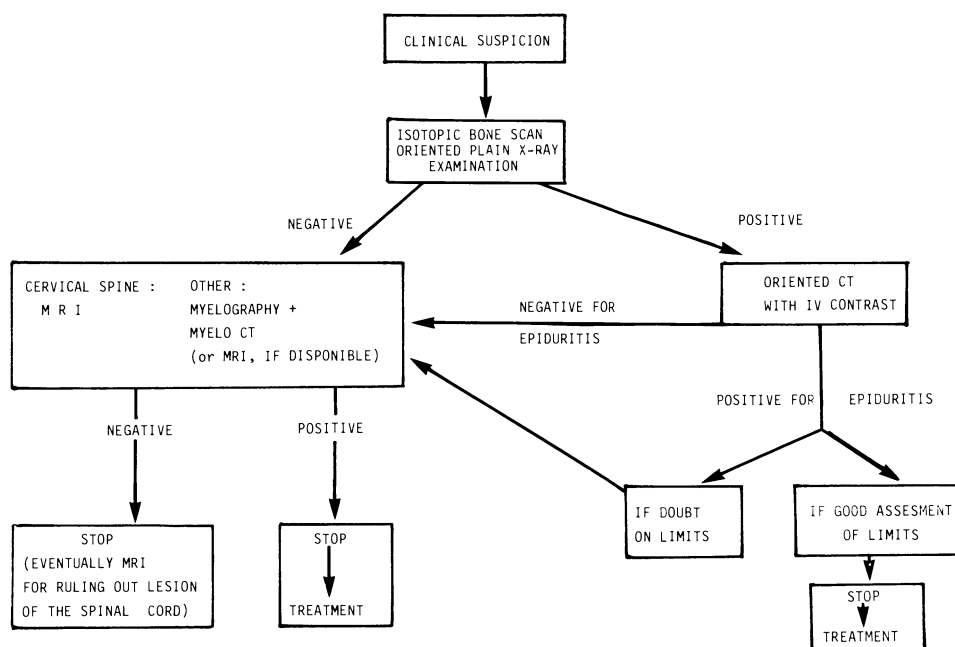 CLINICAL SUSPICION
ISOTOPIC BONE SCAN
ORIENTED PLAIN X-RAY
EXAMINATION
NEGATIVE
POSITIVE
CERVICAL SPINE :
M R I
OTHER :
MYELOGRAPHY +
MYELO CT
(or MRI, IF DISPONIBLE)
ORIENTED CT
WITH IV CONTRAST
NEGATIVE FOR
EPIDURITIS
POSITIVE FOR EPIDURITIS
NEGATIVE
POSITIVE
IF DOUBT
ON LIMITS
IF GOOD ASSESMENT
OF LIMITS
STOP
(EVENTUALLY MRI
FOR RULING OUT LESION
OF THE SPINAL CORD)
STOP
TREATMENT
STOP
TREATMENT